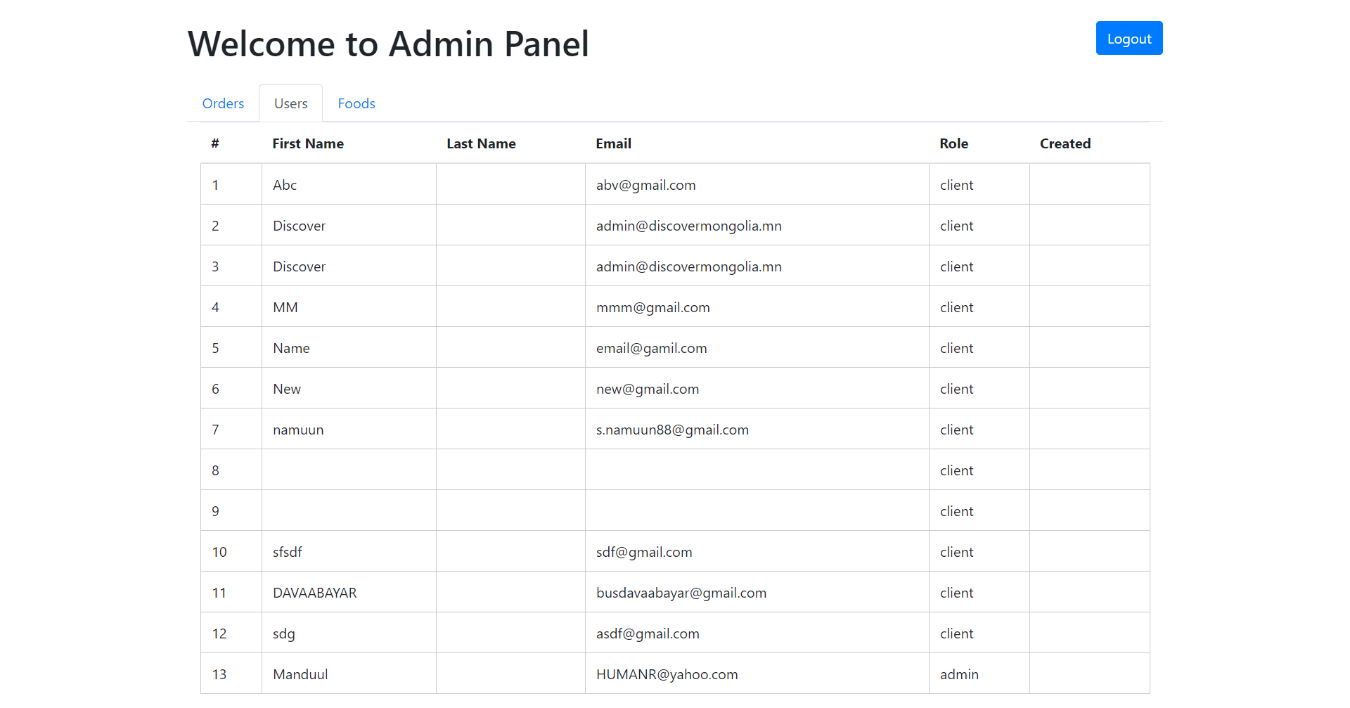 Welcome to Admin Panel
Logout
Orders Users Foods
# First Name Last Name Email Role Created
1 Abc abv@gmail.com client
2 Discover admin@discovermongolia.mn client
3 Discover admin@discovermongolia.mn client
4 MM mmm@gmail.com client
5 Name email@gamil.com client
6 New new@gmail.com client
7 namuun s.namuun88@gmail.com client
8 client
9 client
10 sfsdf sdf@gmail.com client
11 DAVAABAYAR busdavaabayar@gmail.com client
12 sdg asdf@gmail.com client
13 Manduul HUMANR@yahoo.com admin